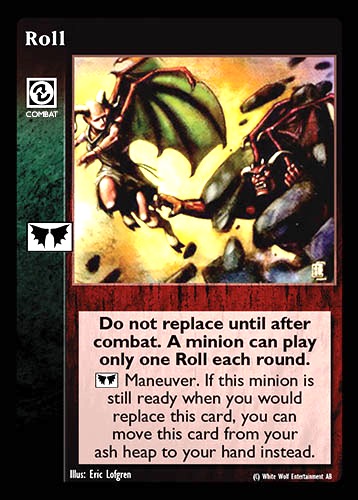 Roll
COMBAT
Do not replace until after
combat. A minion can play
only one Roll each round.
Maneuver. If this minion is
still ready when you would
replace this card, you can
move this card from your
ash heap to your hand instead.
Illus: Eric Lofgren
(C) White Wolf Entertainment AB